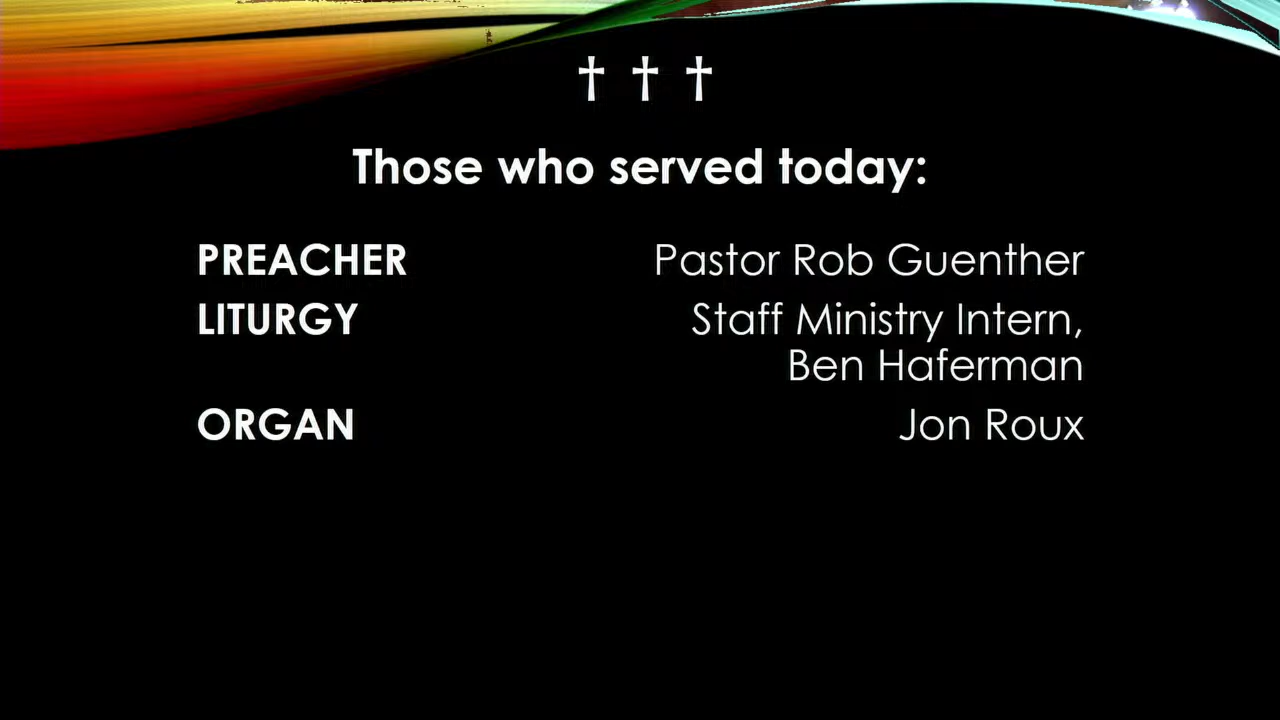 † † †
Those who served today:
PREACHER Pastor Rob Guenther
LITURGY Staff Ministry Intern,
Ben Haferman
ORGAN Jon Roux